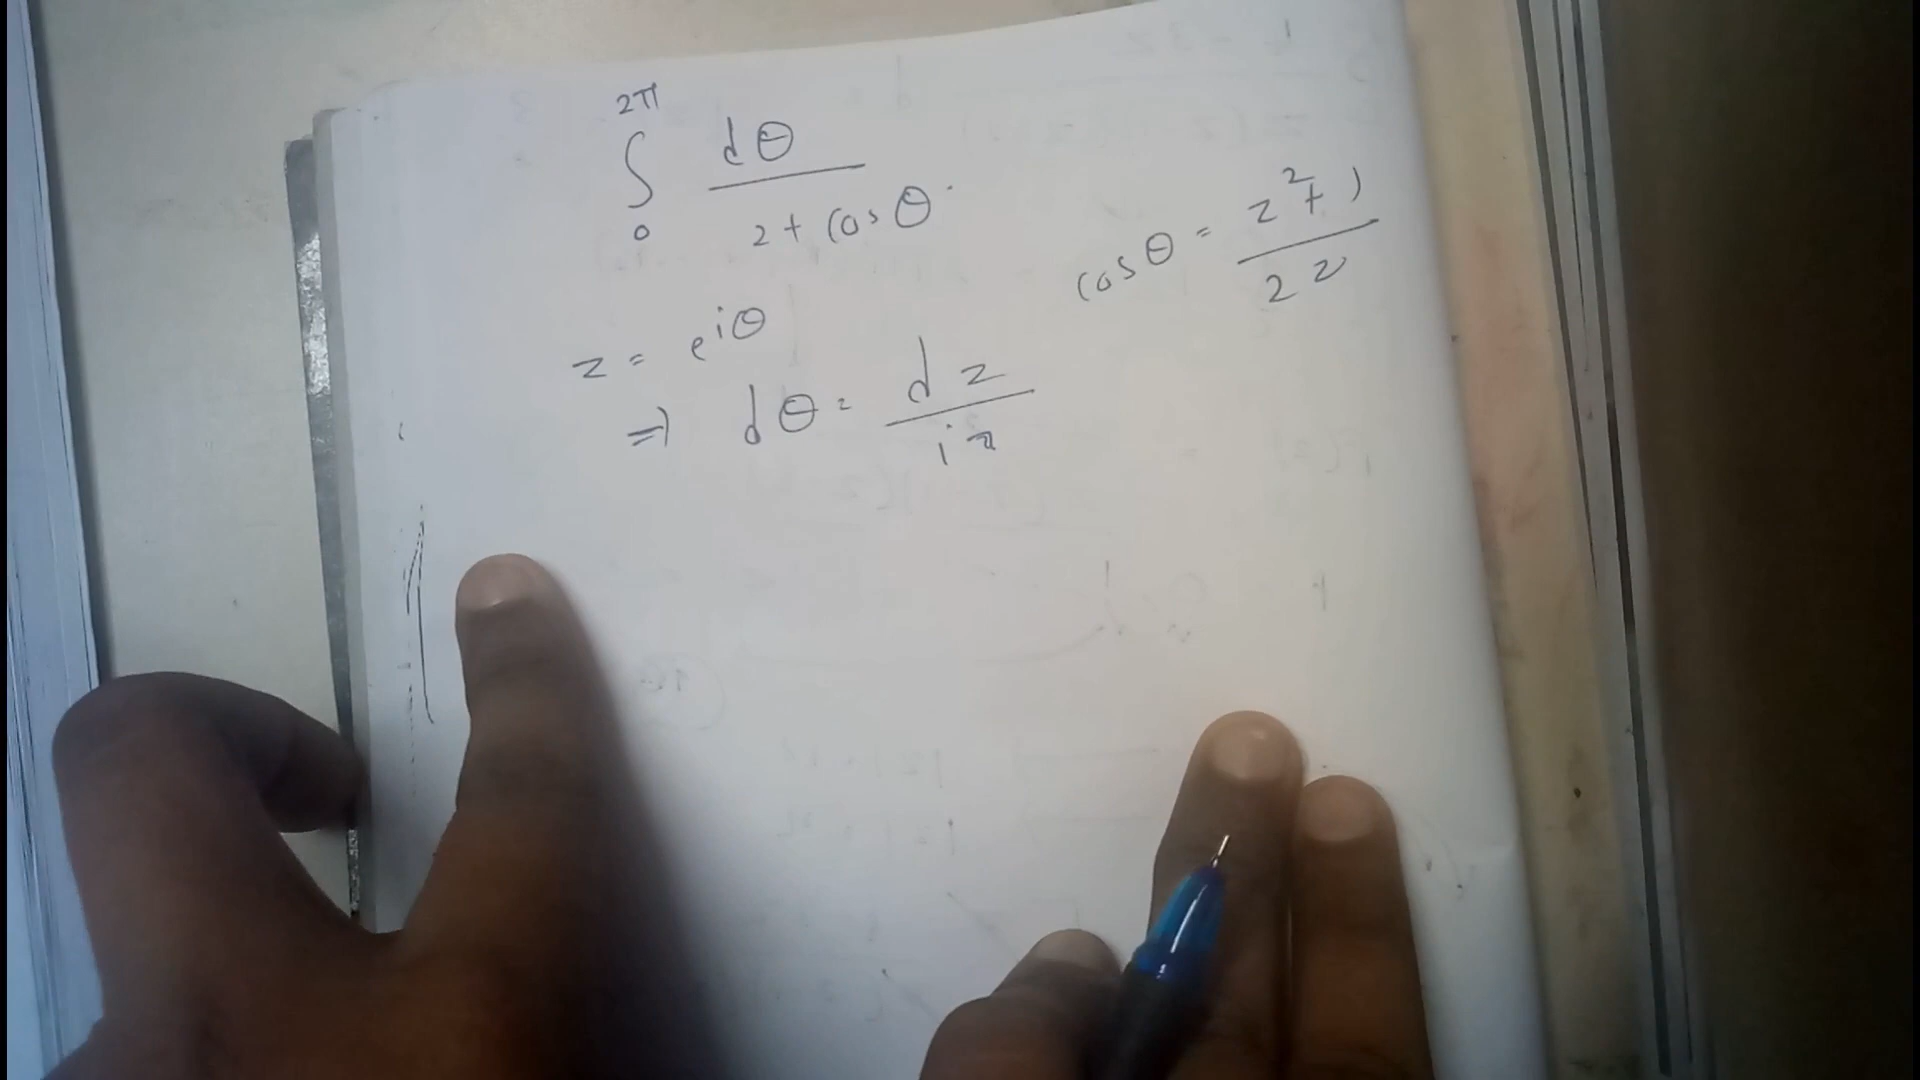 ∫₀^2π dθ / (2 + cos θ)
cos θ = (z² + 1) / 2z
z = e^iθ
⇒ dθ = dz / iz